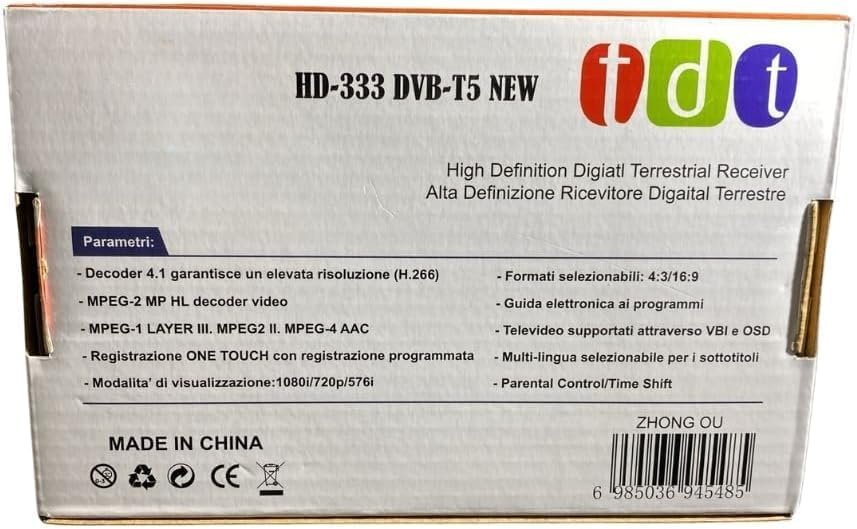 HD-333 DVB-T5 NEW
tdt
High Definition Digiatl Terrestrial Receiver
Alta Definizione Ricevitore Digaital Terrestre
Parametri:
- Decoder 4.1 garantisce un elevata risoluzione (H.266)
- MPEG-2 MP HL decoder video
- MPEG-1 LAYER III. MPEG2 II. MPEG-4 AAC
- Registrazione ONE TOUCH con registrazione programmata
- Modalita' di visualizzazione:1080i/720p/576i
- Formati selezionabili: 4:3/16:9
- Guida elettronica ai programmi
- Televideo supportati attraverso VBI e OSD
- Multi-lingua selezionabile per i sottotitoli
- Parental Control/Time Shift
MADE IN CHINA
CE
ZHONG OU
6 985036 945485